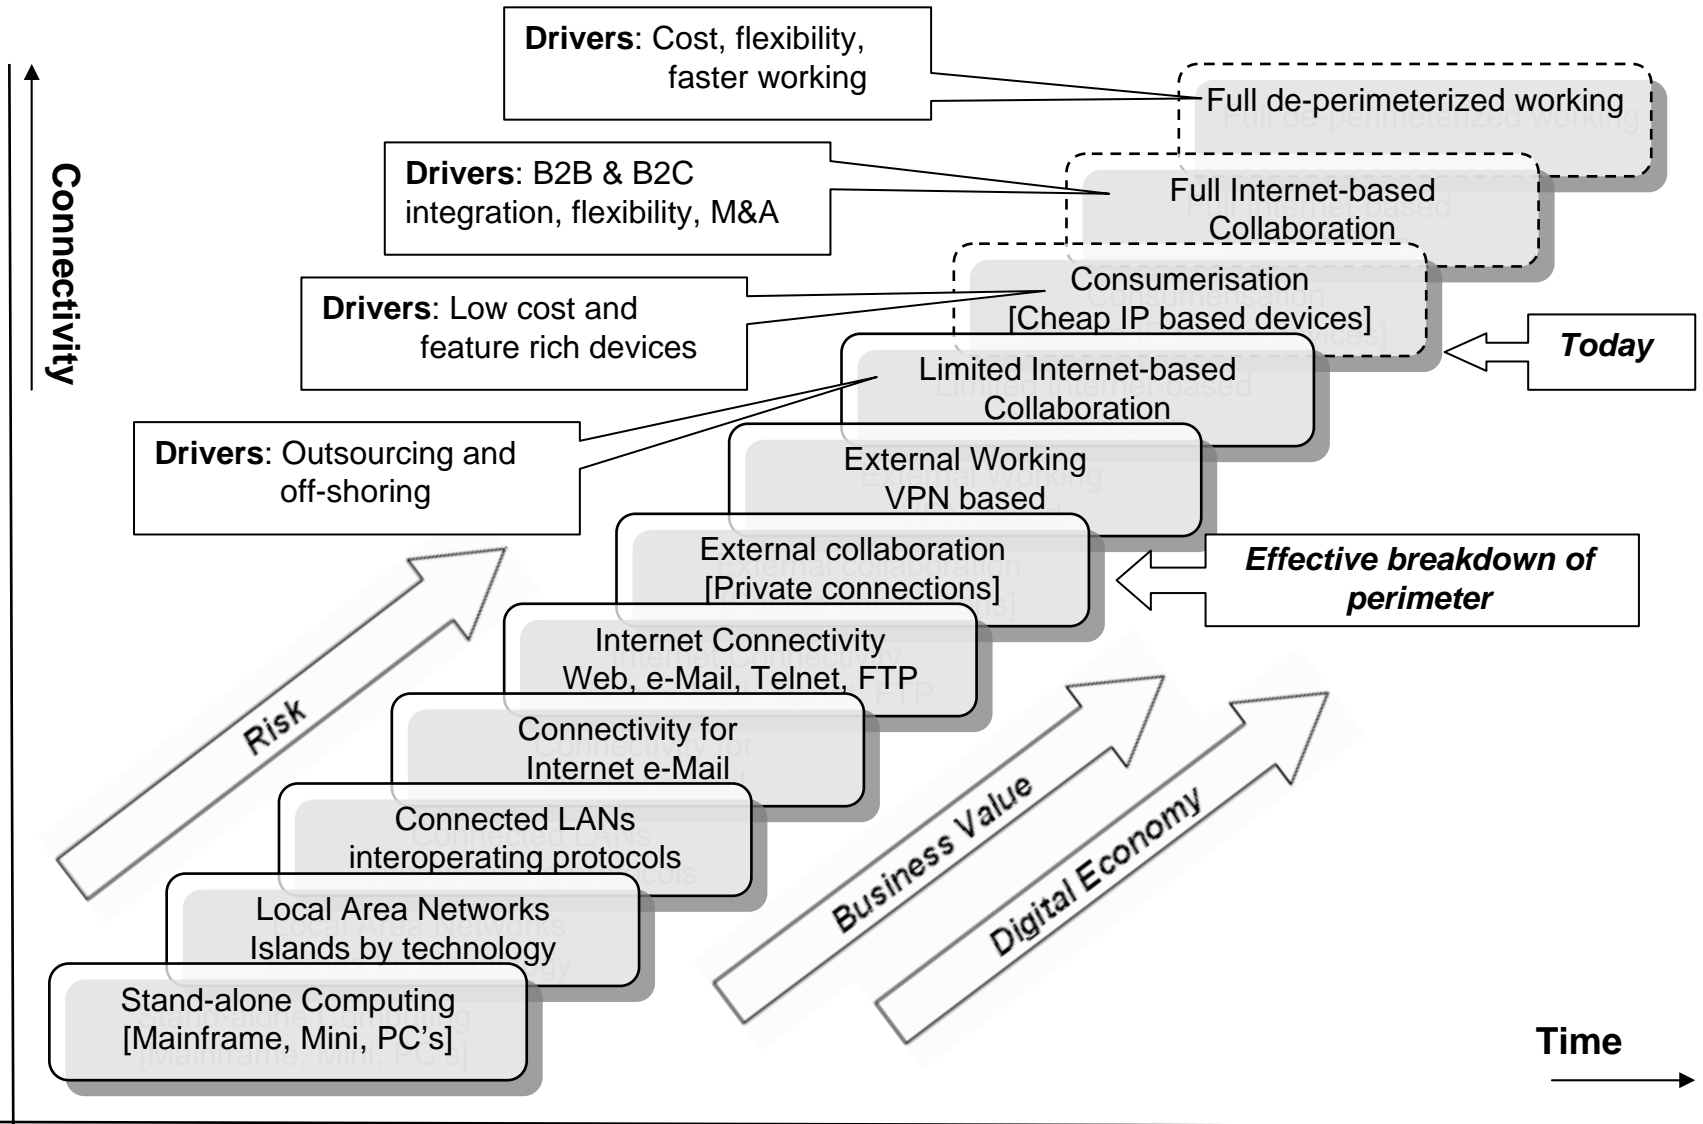 Drivers: Cost, flexibility,
faster working
Full de-perimeterized working
Connectivity
Drivers: B2B & B2C
integration, flexibility, M&A
Full Internet-based
Collaboration
Drivers: Low cost and
feature rich devices
Consumerisation
[Cheap IP based devices]
Today
Limited Internet-based
Collaboration
Drivers: Outsourcing and
off-shoring
External Working
VPN based
External collaboration
[Private connections]
Effective breakdown of
perimeter
Internet Connectivity
Web, e-Mail, Telnet, FTP
Risk
Connectivity for
Internet e-Mail
Connected LANs
interoperating protocols
Business Value
Digital Economy
Local Area Networks
Islands by technology
Stand-alone Computing
[Mainframe, Mini, PC’s]
Time